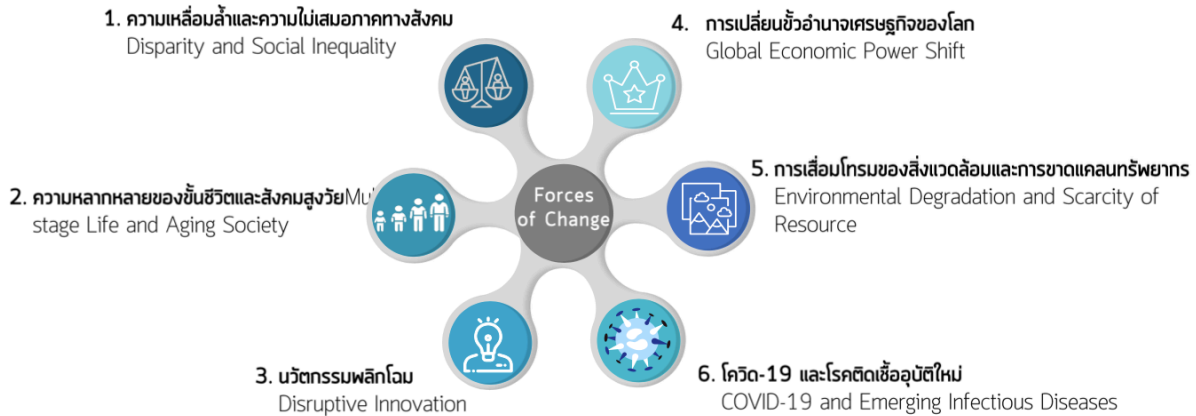 1. ความเหลื่อมล้ำและความไม่เสมอภาคทางสังคม
Disparity and Social Inequality
2. ความหลากหลายของขั้นชีวิตและสังคมสูงวัย
stage Life and Aging Society
3. นวัตกรรมพลิกโฉม
Disruptive Innovation
Forces
of Change
4. การเปลี่ยนขั้วอำนาจเศรษฐกิจของโลก
Global Economic Power Shift
5. การเสื่อมโทรมของสิ่งแวดล้อมและการขาดแคลนทรัพยากร
Environmental Degradation and Scarcity of
Resource
6. โควิด-19 และโรคติดเชื้ออุบัติใหม่
COVID-19 and Emerging Infectious Diseases